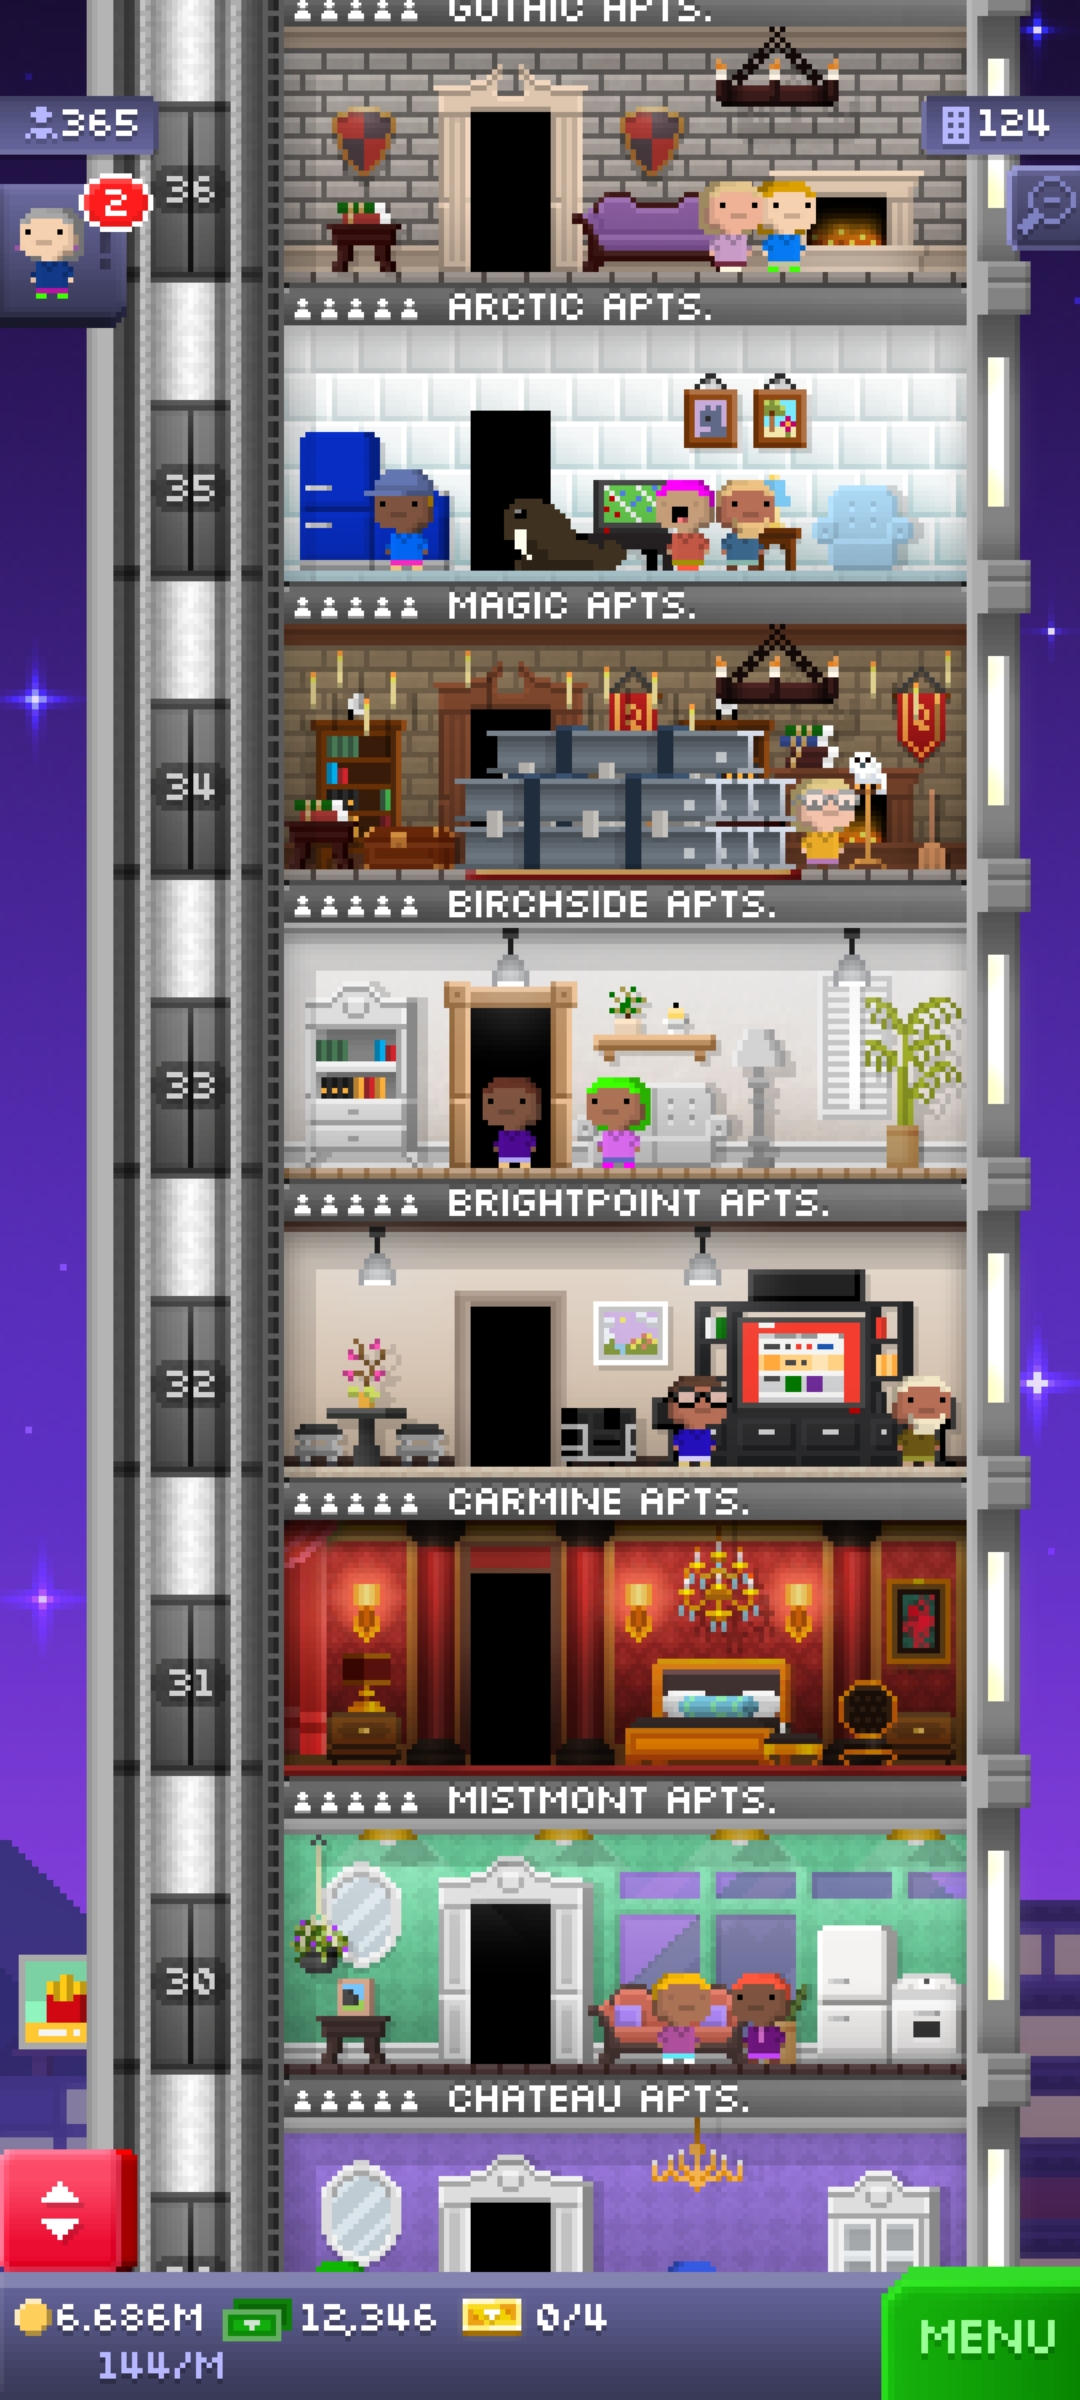 GOTHIC APTS.
365
124
2
36
ARCTIC APTS.
35
MAGIC APTS.
34
BIRCHSIDE APTS.
33
BRIGHTPOINT APTS.
32
CARMINE APTS.
31
MISTMONT APTS.
30
CHATEAU APTS.
6.686M 12,346 0/4
144/M
MENU